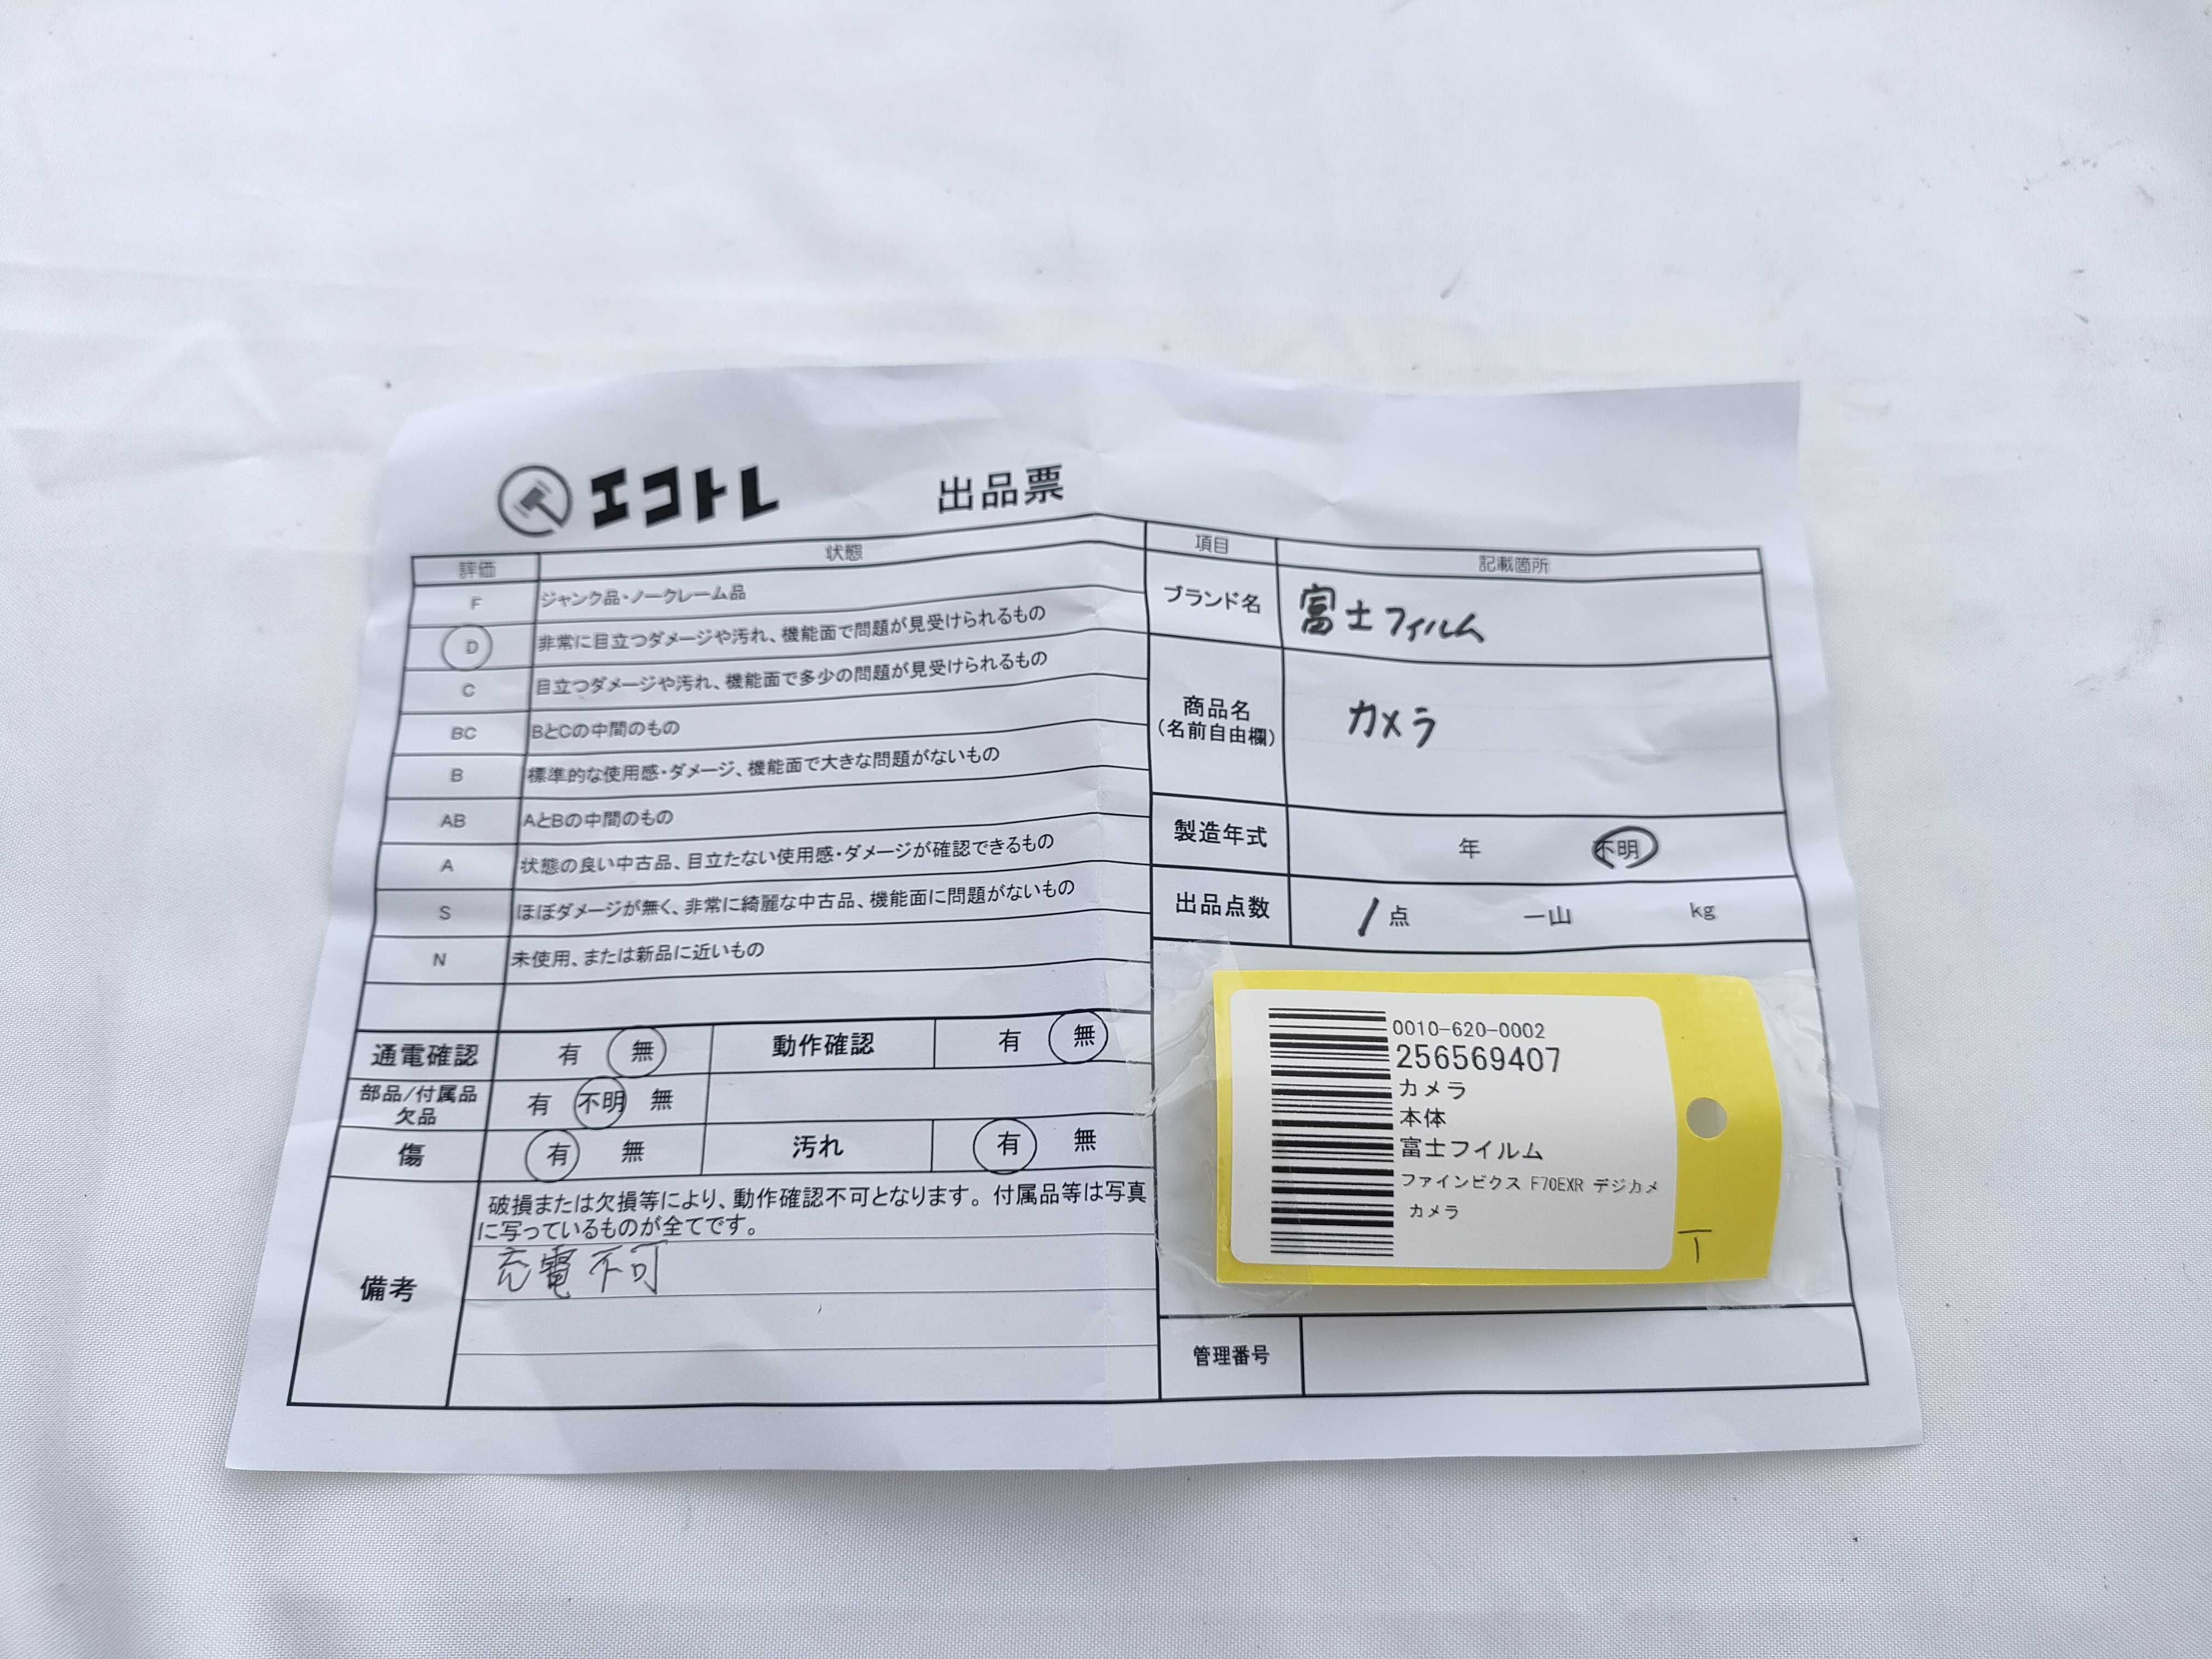 エコトレ 出品票
評価 状態
F ジャンク品・ノークレーム品
D 非常に目立つダメージや汚れ、機能面で問題が見受けられるもの
C 目立つダメージや汚れ、機能面で多少の問題が見受けられるもの
BC BとCの中間のもの
B 標準的な使用感・ダメージ、機能面で大きな問題がないもの
AB AとBの中間のもの
A 状態の良い中古品、目立たない使用感・ダメージが確認できるもの
S ほぼダメージが無く、非常に綺麗な中古品、機能面に問題がないもの
N 未使用、または新品に近いもの
通電確認 有 無 動作確認 有 無
部品/付属品
欠品 有 不明 無
傷 有 無 汚れ 有 無
備考
破損または欠損等により、動作確認不可となります。付属品等は写真
に写っているものが全てです。
充電不可
項目 記載箇所
ブランド名 富士フィルム
商品名
(名前自由欄)
カメラ
製造年式 年 不明
出品点数 1点 一山 kg
0010-620-0002
256569407
カメラ
本体
富士フイルム
ファインピクス F70EXR デジカメ
カメラ
T
管理番号